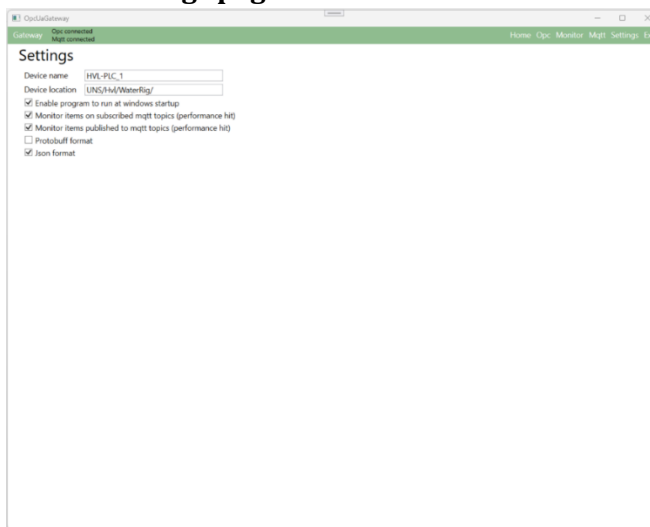 OpcUaGateway
Gateway
Opc connected
Mqtt connected
Home Opc Monitor Mqtt Settings
Settings
Device name HVL-PLC_1
Device location UNS/Hvl/WaterRig/
Enable program to run at windows startup
Monitor items on subscribed mqtt topics (performance hit)
Monitor items published to mqtt topics (performance hit)
Protobuff format
Json format